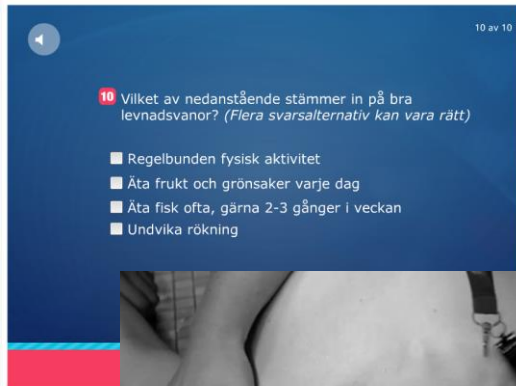 10 av 10
10 Vilket av nedanstående stämmer in på bra
levnadsvanor? (Flera svarsalternativ kan vara rätt)
Regelbunden fysisk aktivitet
Äta frukt och grönsaker varje dag
Äta fisk ofta, gärna 2-3 gånger i veckan
Undvika rökning